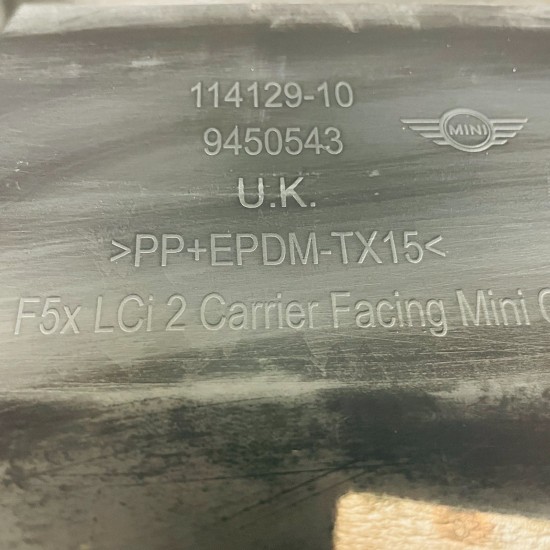 114129-10
MINI
9450543
U.K.
>PP+EPDM-TX15<
F5x LCi 2 Carrier Facing Mini